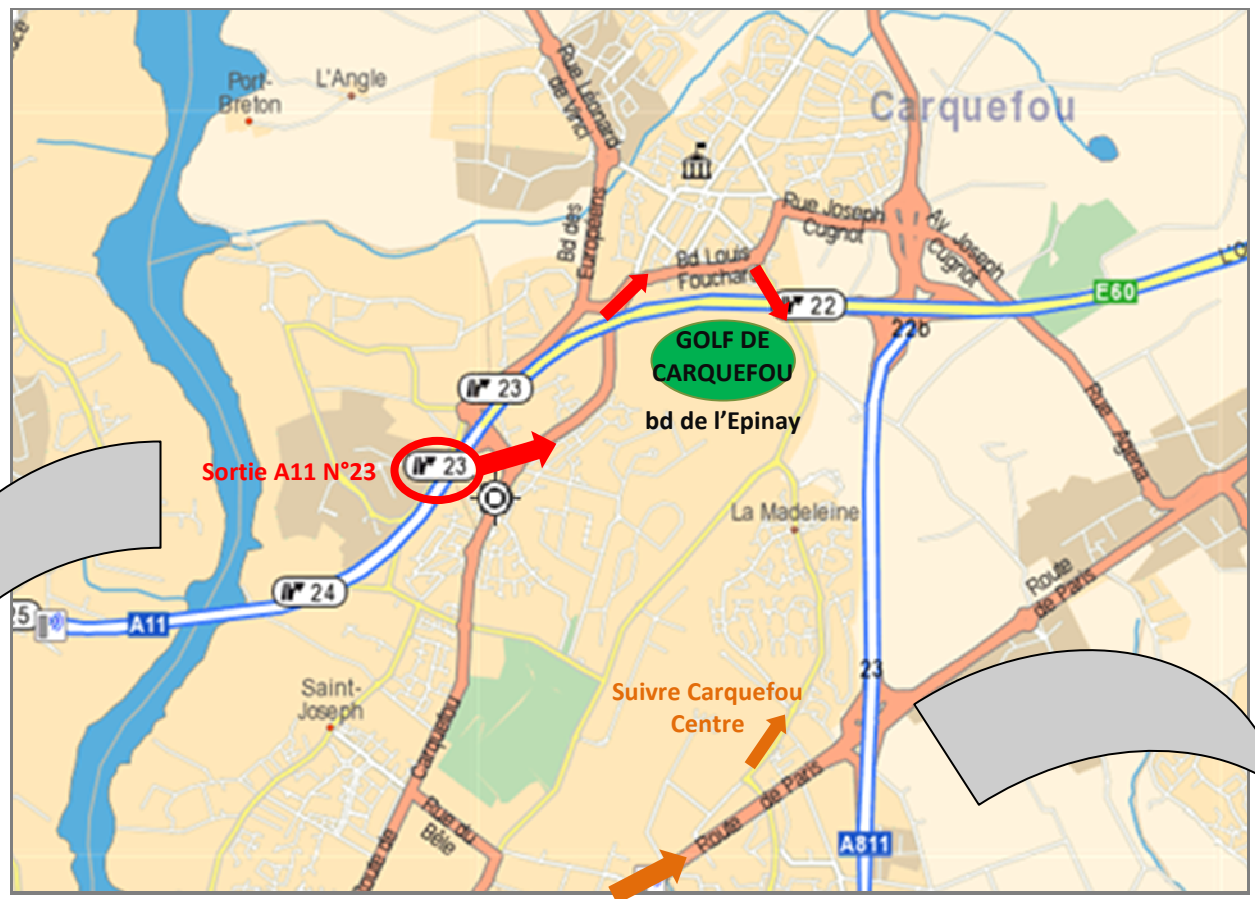 L'Angle
Port-
Breton
Rue Léonard
de Vinci
Carquefou
Bd des
Européens
Rue Joseph
Cugnot
Av. Joseph
Cugnot
Bd Louis
Fouchard
E60
22
22b
GOLF DE
CARQUEFOU
bd de l'Epinay
23
Sortie A11 N°23
23
Rue
Agena
La Madeleine
24
25
A11
Route
de Paris
23
Saint-
Joseph
Suivre Carquefou
Centre
Route de Carquefou
Rue du
Bêle
Route de Paris
A811